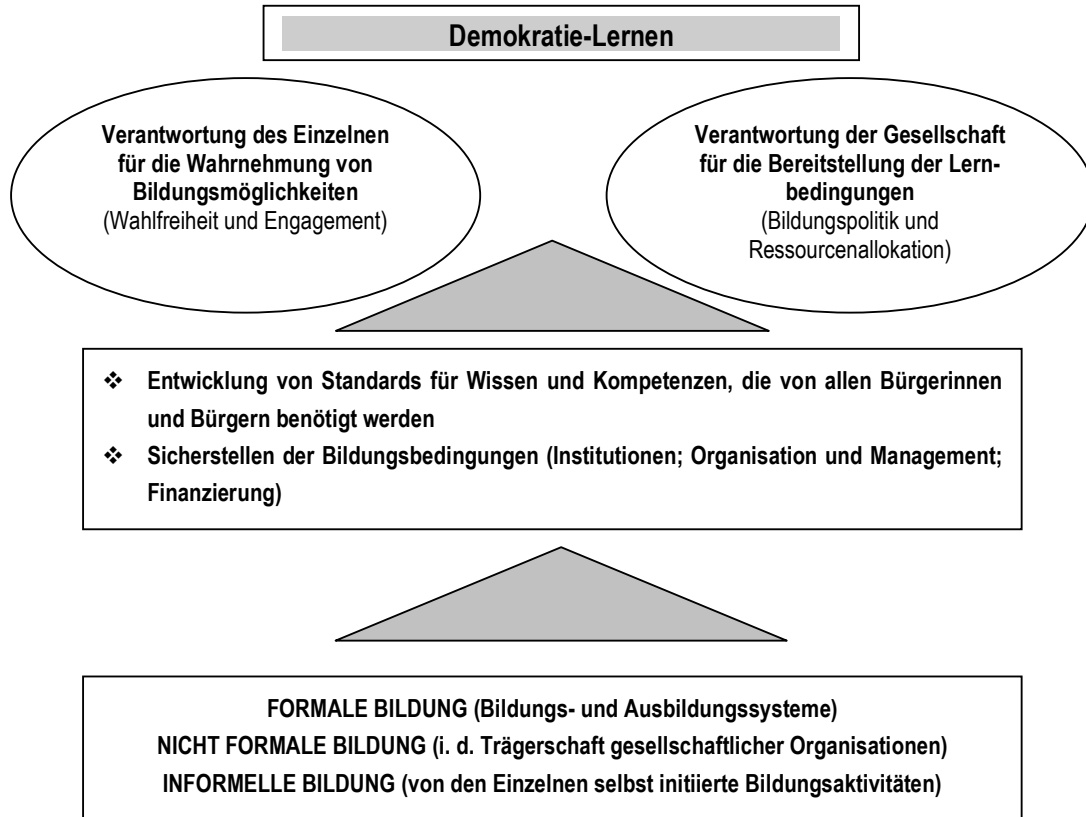 Demokratie-Lernen
Verantwortung des Einzelnen
für die Wahrnehmung von
Bildungsmöglichkeiten
(Wahlfreiheit und Engagement)
Verantwortung der Gesellschaft
für die Bereitstellung der Lern-
bedingungen
(Bildungspolitik und
Ressourcenallokation)
❖ Entwicklung von Standards für Wissen und Kompetenzen, die von allen Bürgerinnen
und Bürgern benötigt werden
❖ Sicherstellen der Bildungsbedingungen (Institutionen; Organisation und Management;
Finanzierung)
FORMALE BILDUNG (Bildungs- und Ausbildungssysteme)
NICHT FORMALE BILDUNG (i. d. Trägerschaft gesellschaftlicher Organisationen)
INFORMELLE BILDUNG (von den Einzelnen selbst initiierte Bildungsaktivitäten)